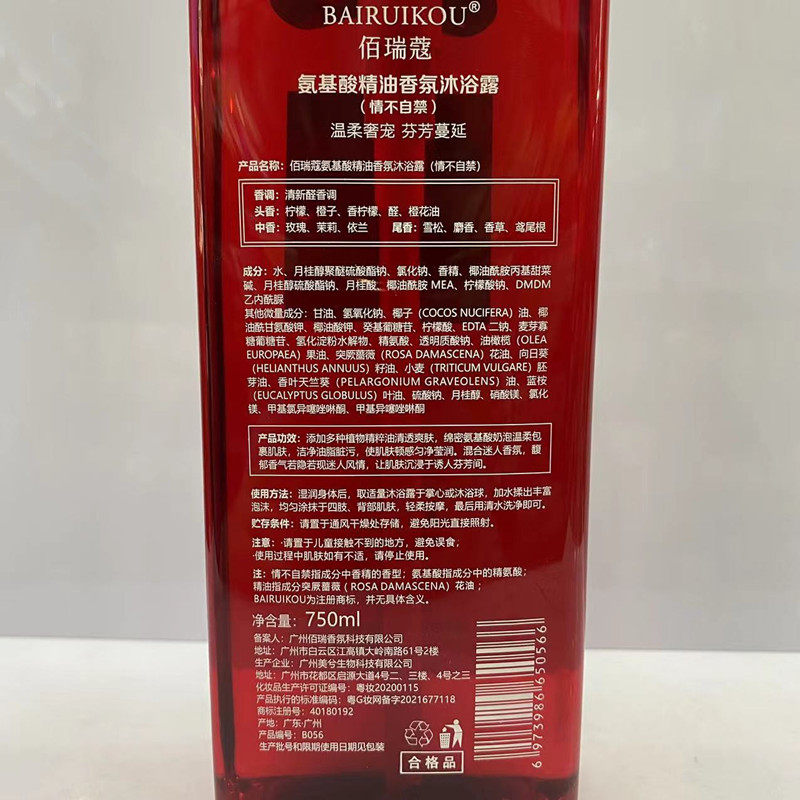 BAIRUIKOU®
佰瑞蔻
氨基酸精油香氛沐浴露
(情不自禁)
温柔奢宠 芬芳蔓延
产品名称: 佰瑞蔻氨基酸精油香氛沐浴露 (情不自禁)
香调: 清新醛香调
头香: 柠檬、橙子、香柠檬、醛、橙花油
中香: 玫瑰、茉莉、依兰 尾香: 雪松、麝香、香草、鸢尾根
成分: 水、月桂醇聚醚硫酸酯钠、氯化钠、香精、椰油酰胺丙基甜菜
碱、月桂醇硫酸酯钠、月桂酸、椰油酰胺 MEA、柠檬酸钠、DMDM
乙内酰脲
其他微量成分: 甘油、氢氧化钠、椰子 (COCOS NUCIFERA) 油、椰
油酰甘氨酸钾、椰油酸钾、癸基葡糖苷、柠檬酸、EDTA 二钠、麦芽寡
糖葡糖苷、氢化淀粉水解物、精氨酸、透明质酸钠、油橄榄 (OLEA
EUROPAEA) 果油、突厥蔷薇 (ROSA DAMASCENA) 花油、向日葵
(HELIANTHUS ANNUUS) 籽油、小麦 (TRITICUM VULGARE) 胚
芽油、香叶天竺葵 (PELARGONIUM GRAVEOLENS) 油、蓝桉
(EUCALYPTUS GLOBULUS) 叶油、硫酸钠、月桂醇、硝酸镁、氯化
镁、甲基氯异噻唑啉酮、甲基异噻唑啉酮
产品功效: 添加多种植物精粹油清透爽肤, 绵密氨基酸奶泡温柔包
裹肌肤, 洁净油脂脏污, 使肌肤顿感匀净莹润。混合迷人香氛, 馥
郁香气若隐若现迷人风情, 让肌肤沉浸于诱人芬芳间。
使用方法: 湿润身体后, 取适量沐浴露于掌心或沐浴球, 加水揉出丰富
泡沫, 均匀涂抹于四肢、背部肌肤, 轻柔按摩, 最后用清水洗净即可。
贮存条件: 请置于通风干燥处存储, 避免阳光直接照射。
注意: ·请置于儿童接触不到的地方, 避免误食;
·使用过程中肌肤如有不适, 请停止使用。
注: 情不自禁指成分中香精的香型; 氨基酸指成分中的精氨酸;
精油指成分突厥蔷薇 (ROSA DAMASCENA) 花油;
BAIRUIKOU为注册商标, 并无具体含义。
净含量: 750ml
备案人: 广州佰瑞香氛科技有限公司
地址: 广州市白云区江高镇大岭南路61号2楼
生产企业: 广州美兮生物科技有限公司
地址: 广州市花都区启源大道4号二、三楼、4号之三
化妆品生产许可证编号: 粤妆20200115
产品执行的标准编码: 粤G妆网备字2021677118
商标注册号: 40180192
产地: 广东·广州
产品编号: B056
生产批号和限期使用日期见包装
合格品
6973986650566